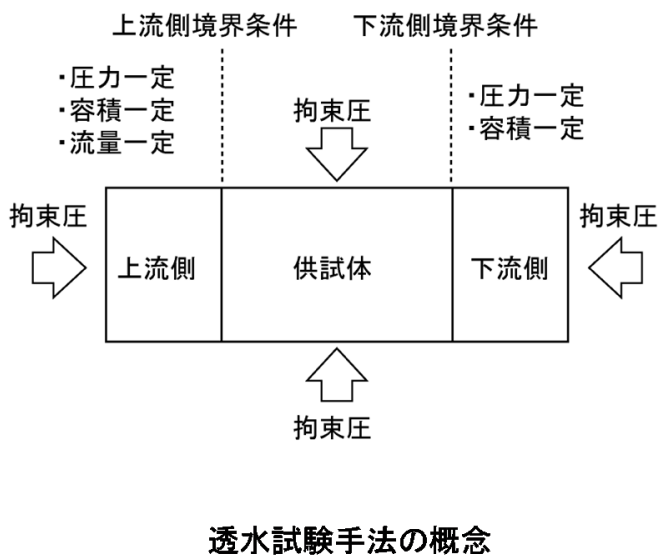 上流側境界条件
下流側境界条件
・圧力一定
・容積一定
・流量一定
・圧力一定
・容積一定
拘束圧
拘束圧
拘束圧
上流側
供試体
下流側
拘束圧
透水試験手法の概念